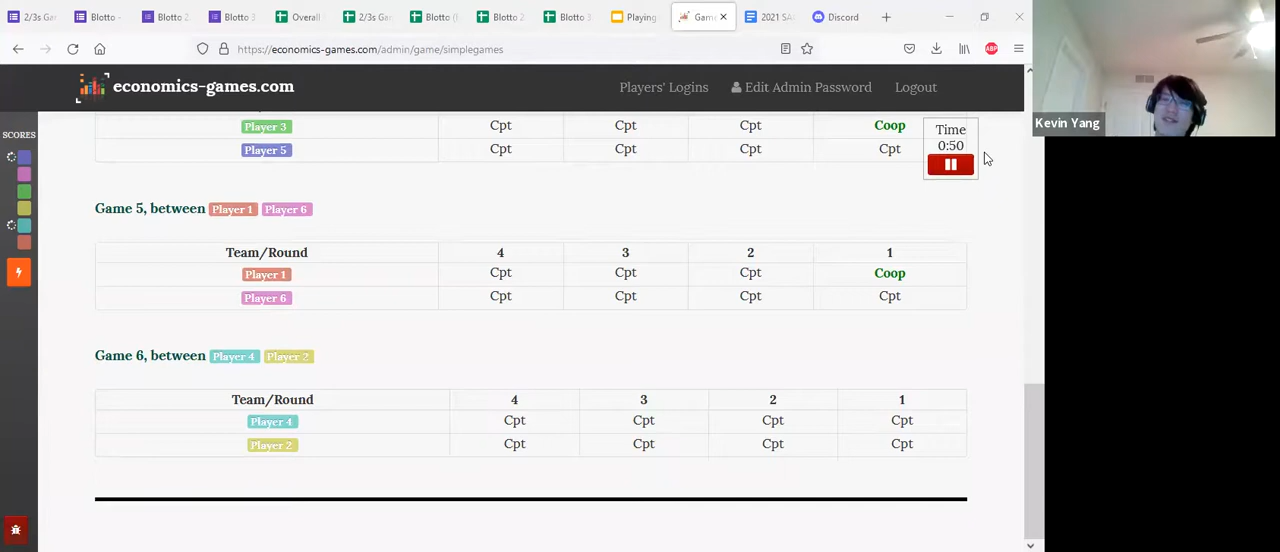 2/3s Ga
Blotto -
Blotto 2
Blotto 3
Overall
2/3s Ga
Blotto (
Blotto 2
Blotto 3
Playing
Game
2021 SA
Discord
https://economics-games.com/admin/game/simplegames
ABP
economics-games.com
Players' Logins
Edit Admin Password
Logout
Kevin Yang
SCORES
Player 3 Cpt Cpt Cpt Coop
Time
0:50
Player 5 Cpt Cpt Cpt Cpt
Game 5, between Player 1 Player 6
Team/Round 4 3 2 1
Player 1 Cpt Cpt Cpt Coop
Player 6 Cpt Cpt Cpt Cpt
Game 6, between Player 4 Player 2
Team/Round 4 3 2 1
Player 4 Cpt Cpt Cpt Cpt
Player 2 Cpt Cpt Cpt Cpt